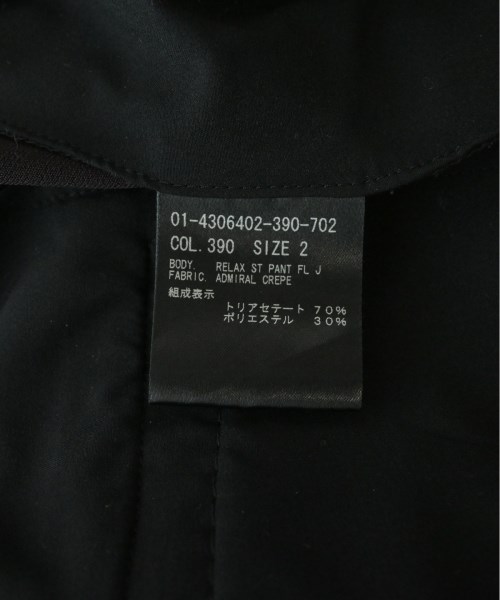 01-4306402-390-702
COL.390 SIZE 2
BODY. RELAX ST PANT FL J
FABRIC. ADMIRAL CREPE
組成表示
トリアセテート 70%
ポリエステル 30%